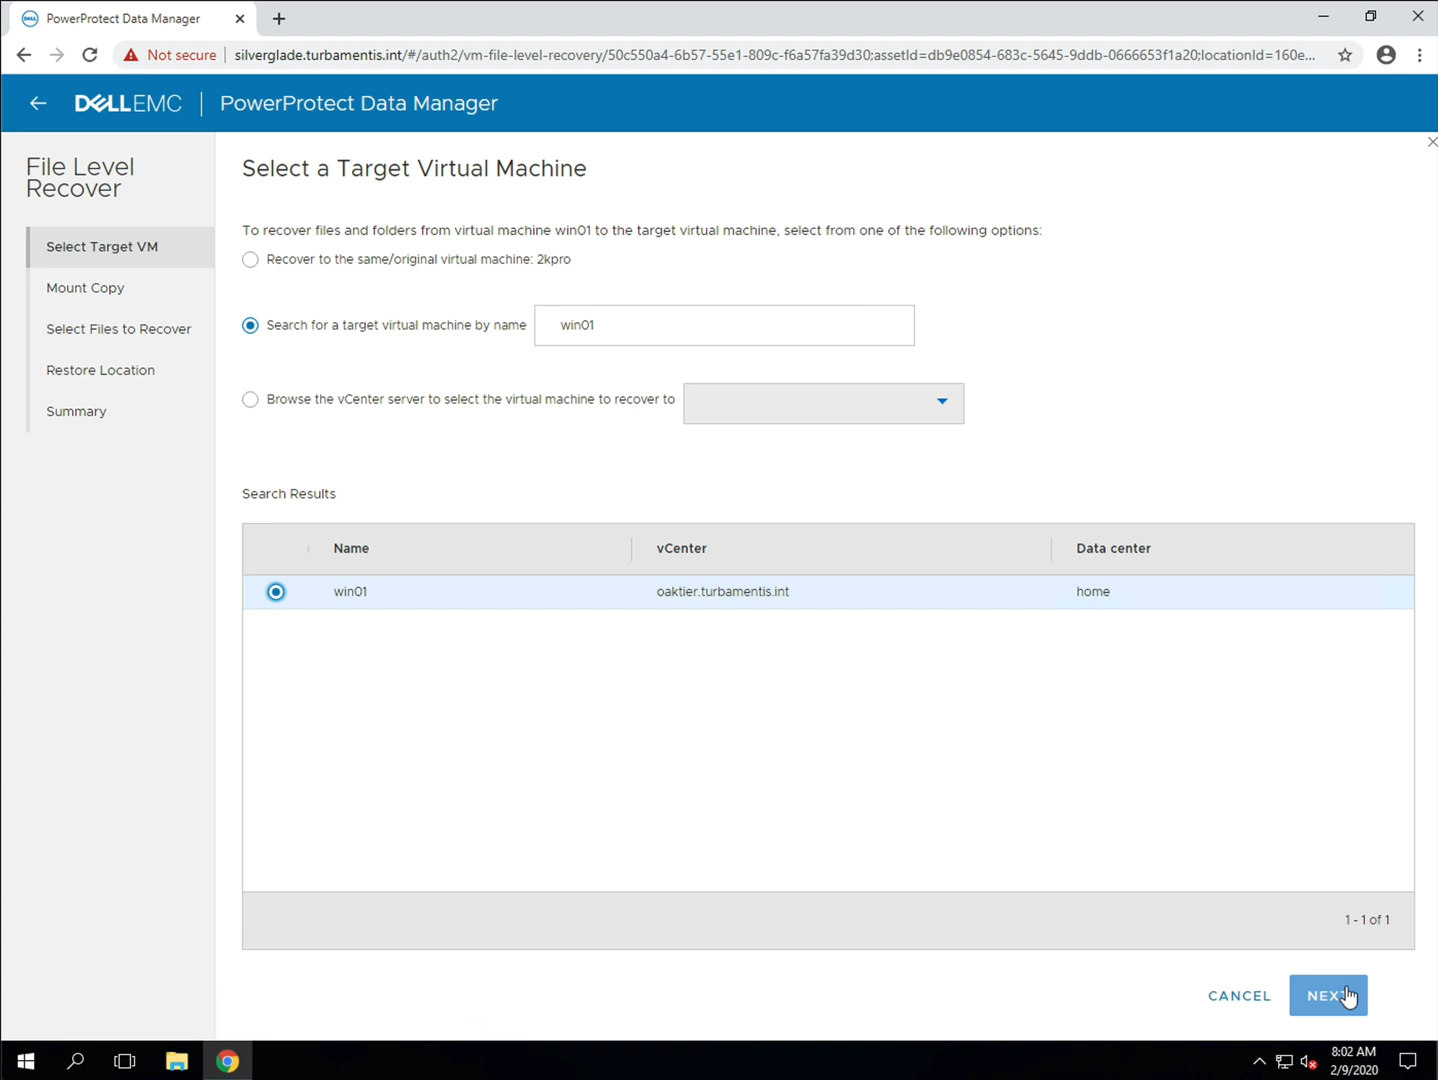 PowerProtect Data Manager
Not secure
silverglade.turbamentis.int/#/auth2/vm-file-level-recovery/50c550a4-6b57-55e1-809c-f6a57fa39d30;assetId=db9e0854-683c-5645-9ddb-0666653f1a20;locationId=160e...
DELLEMC | PowerProtect Data Manager
File Level
Recover
Select Target VM
Mount Copy
Select Files to Recover
Restore Location
Summary
Select a Target Virtual Machine
To recover files and folders from virtual machine win01 to the target virtual machine, select from one of the following options:
Recover to the same/original virtual machine: 2kpro
Search for a target virtual machine by name
win01
Browse the vCenter server to select the virtual machine to recover to
Search Results
Name vCenter Data center
win01 oaktier.turbamentis.int home
1 - 1 of 1
CANCEL NEXT
8:02 AM
2/9/2020